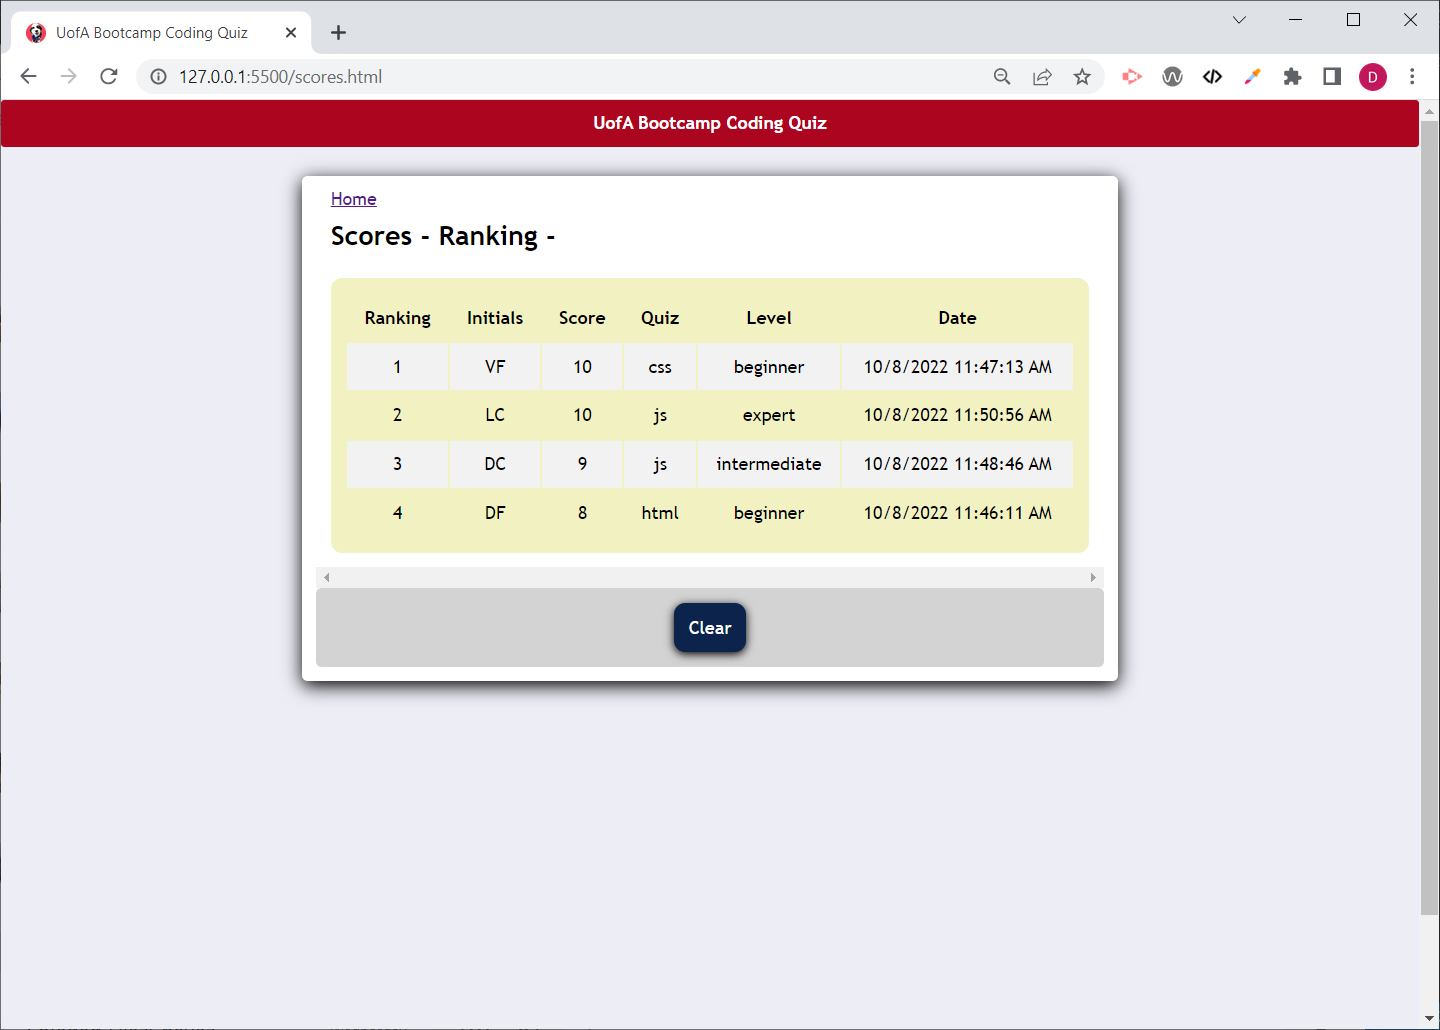 UofA Bootcamp Coding Quiz
127.0.0.1:5500/scores.html
D
UofA Bootcamp Coding Quiz
Home
Scores - Ranking -
Ranking Initials Score Quiz Level Date
1 VF 10 css beginner 10/8/2022 11:47:13 AM
2 LC 10 js expert 10/8/2022 11:50:56 AM
3 DC 9 js intermediate 10/8/2022 11:48:46 AM
4 DF 8 html beginner 10/8/2022 11:46:11 AM
Clear